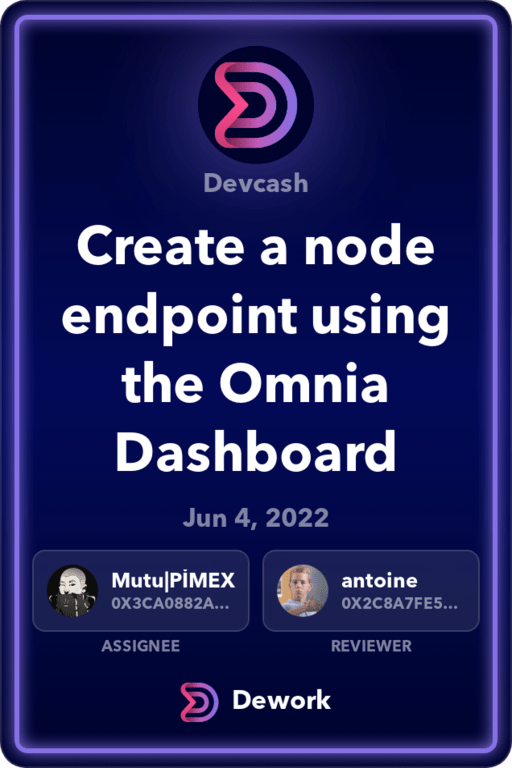 Devcash
Create a node
endpoint using
the Omnia
Dashboard
Jun 4, 2022
Mutu|PİMEX
0X3CA0882A...
ASSIGNEE
antoine
0X2C8A7FE5...
REVIEWER
Dework